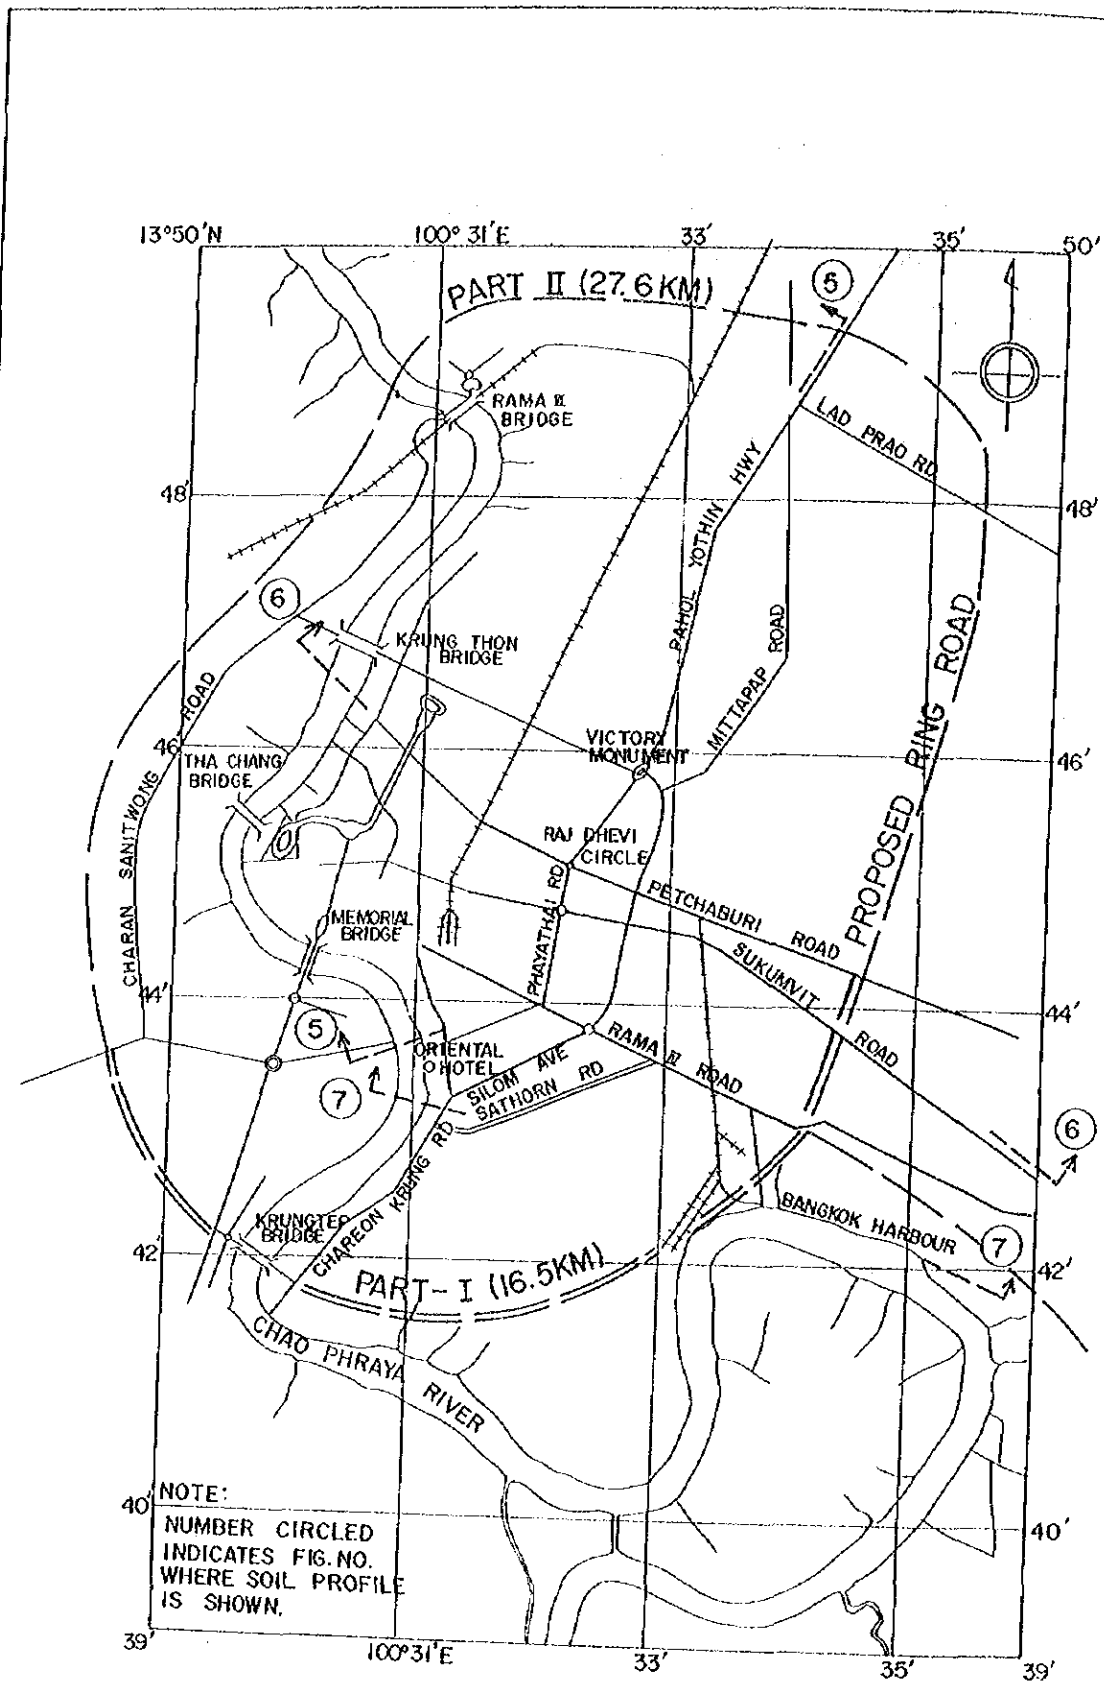 13°50'N
100°31'E
33'
35'
50'
PART II (27.6 KM)
5
RAMA VI
BRIDGE
LAD PRAO RD
PAHOL YOTHIN HWY
48'
48'
6
KRUNG THON
BRIDGE
MITTAPAP ROAD
PROPOSED RING ROAD
CHARAN SANITWONG ROAD
46'
THA CHANG
BRIDGE
VICTORY
MONUMENT
46'
RAJ DHEVI
CIRCLE
PETCHABURI ROAD
PHAYATHAI RD
SUKUMVIT ROAD
MEMORIAL
BRIDGE
44'
44'
5
ORIENTAL
HOTEL
RAMA IV ROAD
7
SILOM AVE
SATHORN RD
6
CHAREON KRUNG RD
KRUNGTEP
BRIDGE
BANGKOK HARBOUR
7
42'
42'
PART-I (16.5KM)
CHAO PHRAYA RIVER
40'
40'
NOTE:
NUMBER CIRCLED
INDICATES FIG. NO.
WHERE SOIL PROFILE
IS SHOWN.
39'
100°31'E
33'
35'
39'